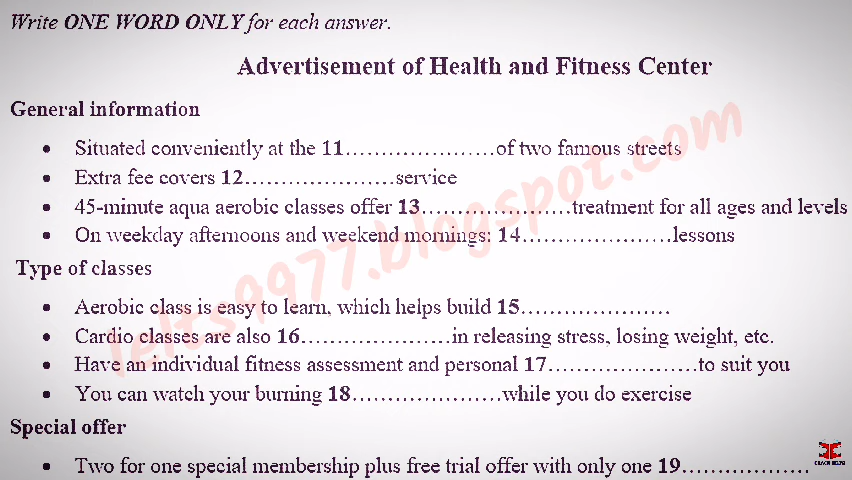 Write ONE WORD ONLY for each answer.
Advertisement of Health and Fitness Center
General information
• Situated conveniently at the 11………………….of two famous streets
• Extra fee covers 12…………………service
• 45-minute aqua aerobic classes offer 13…………………treatment for all ages and levels
• On weekday afternoons and weekend mornings: 14…………………lessons
Type of classes
• Aerobic class is easy to learn, which helps build 15…………………
• Cardio classes are also 16…………………in releasing stress, losing weight, etc.
• Have an individual fitness assessment and personal 17…………………to suit you
• You can watch your burning 18…………………while you do exercise
Special offer
• Two for one special membership plus free trial offer with only one 19………………
Ielts9977.blogspot.com
CRACK IELTS